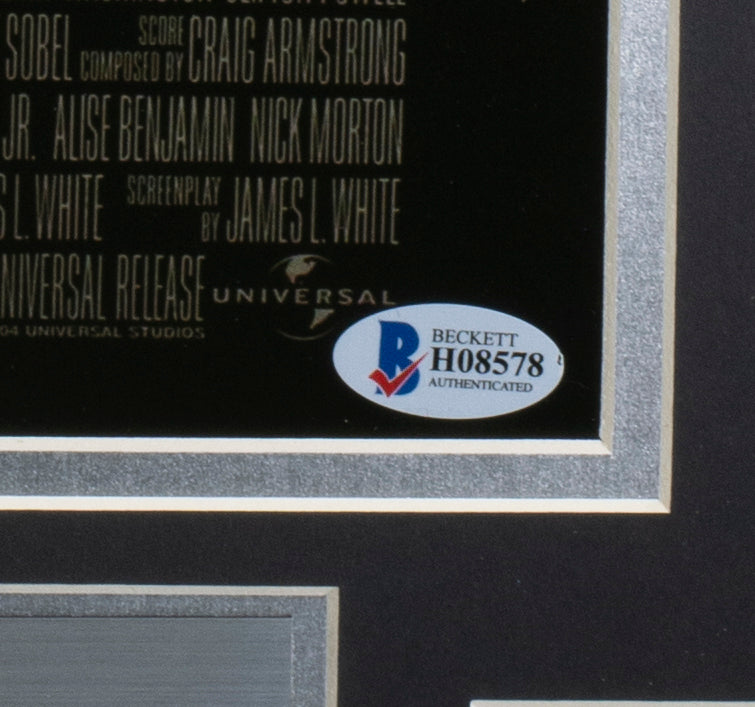 SOBEL SCORE COMPOSED BY CRAIG ARMSTRONG
JR. ALISE BENJAMIN NICK MORTON
L. WHITE SCREENPLAY BY JAMES L. WHITE
NIVERSAL RELEASE UNIVERSAL
04 UNIVERSAL STUDIOS
BECKETT
H08578
AUTHENTICATED